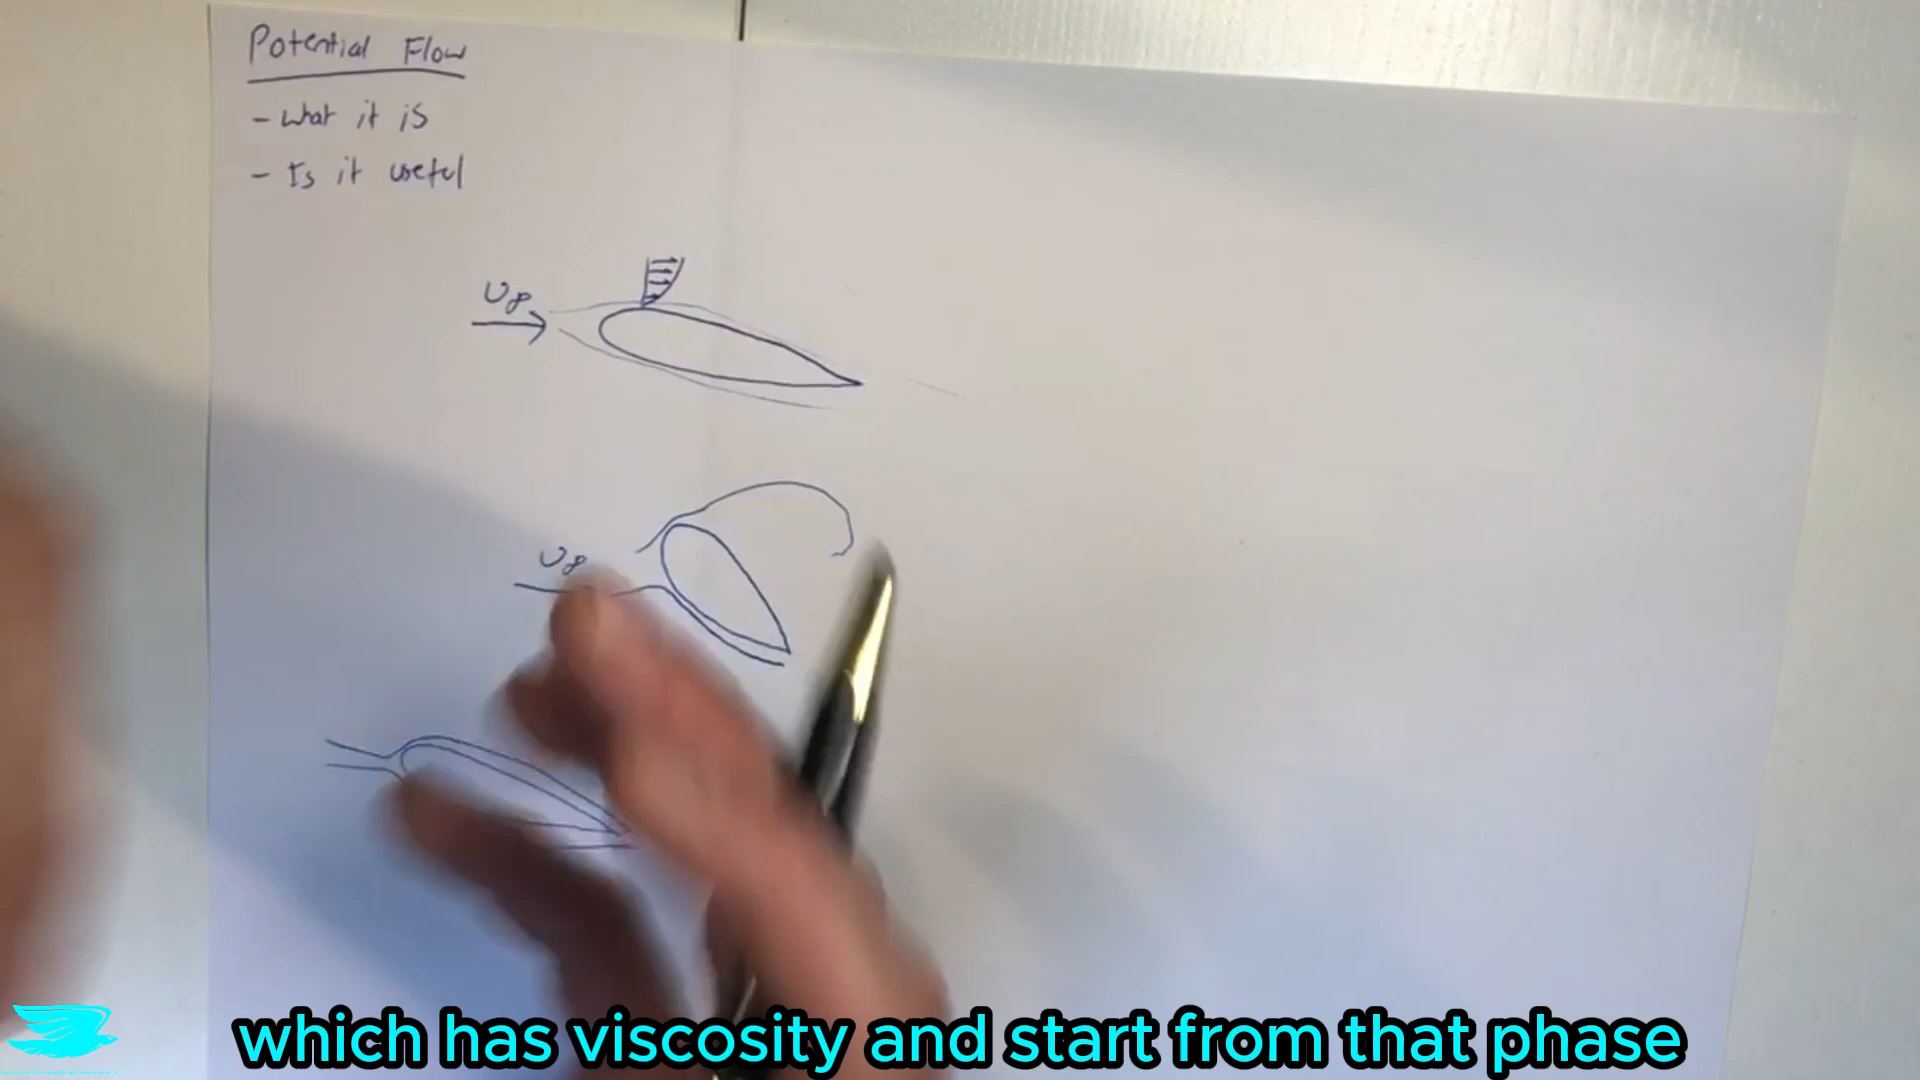 Potential Flow
- What it is
- Is it useful
U∞
U∞
which has viscosity and start from that phase